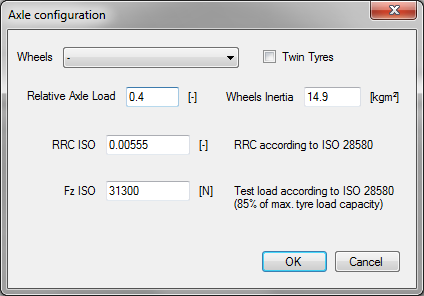 Axle configuration
Wheels - Twin Tyres
Relative Axle Load 0.4 [-] Wheels Inertia 14.9 [kgm²]
RRC ISO 0.00555 [-] RRC according to ISO 28580
Fz ISO 31300 [N] Test load according to ISO 28580
(85% of max. tyre load capacity)
OK Cancel